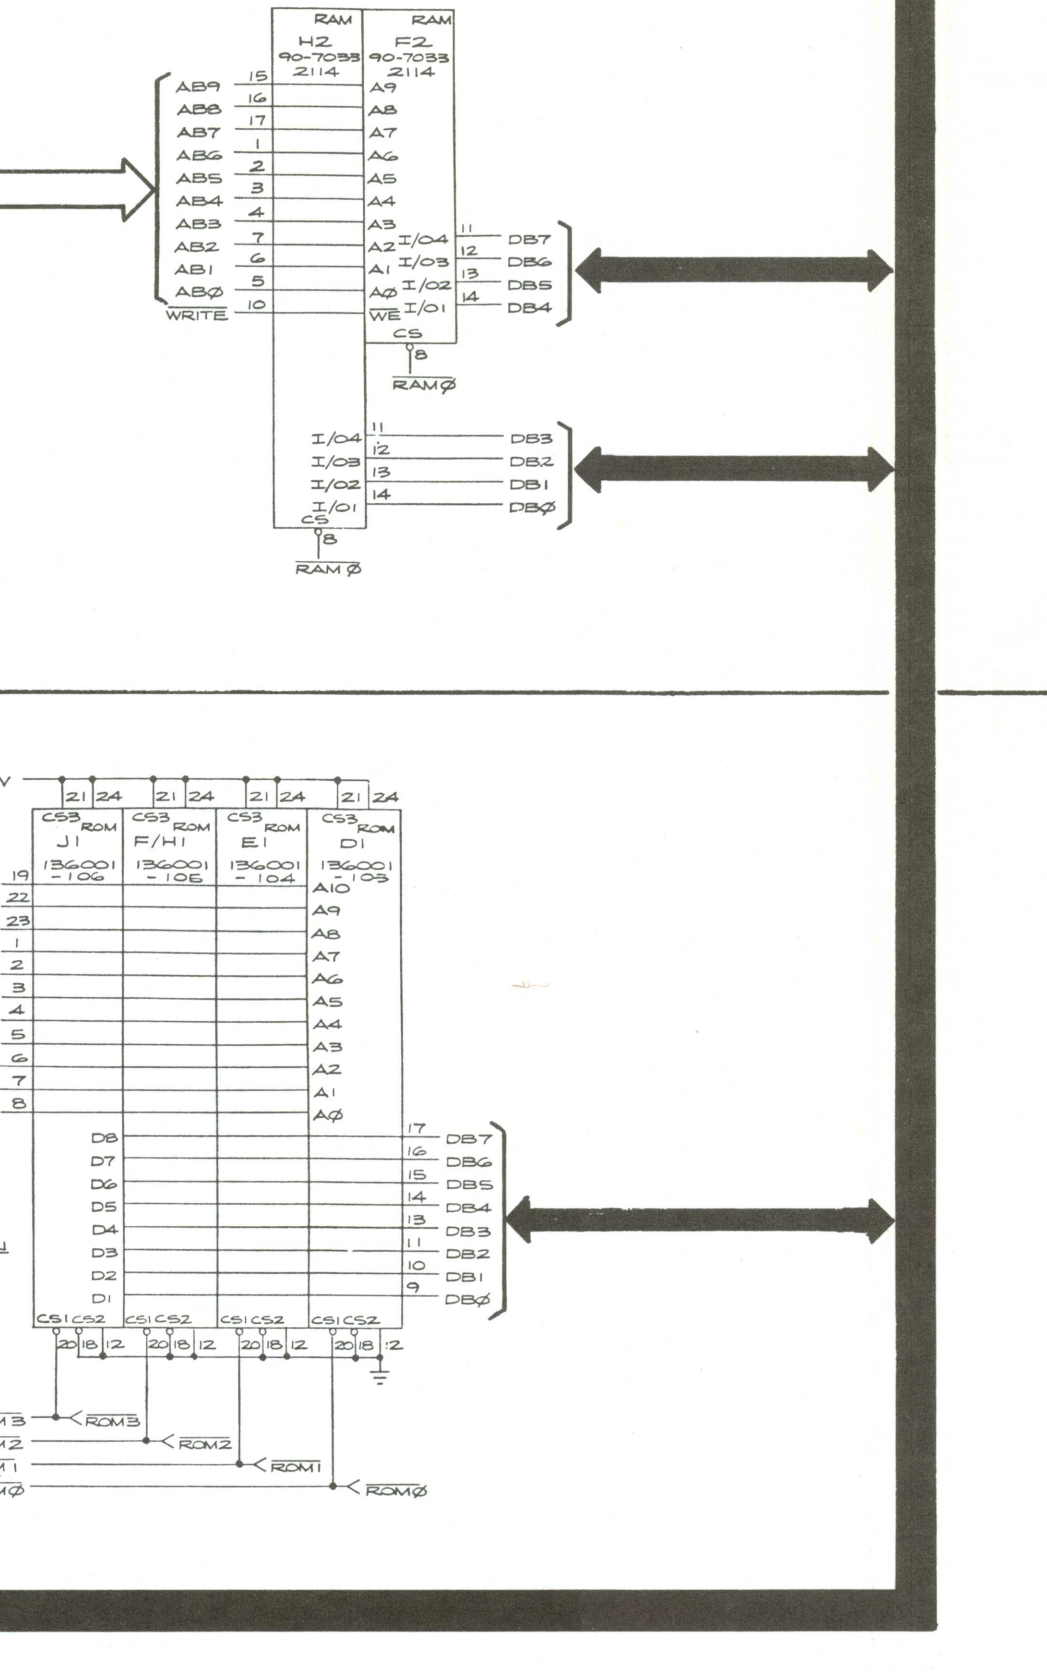 RAM RAM
H2 F2
90-7033 90-7033
2114 2114
AB9 15 A9
AB8 16 A8
AB7 17 A7
AB6 1 A6
AB5 2 A5
AB4 3 A4
AB3 4 A3
AB2 7 A2 I/O4 11 DB7
AB1 6 A1 I/O3 12 DB6
ABØ 5 AØ I/O2 13 DB5
WRITE 10 WE I/O1 14 DB4
CS
8
RAMØ
I/O4 11 DB3
I/O3 12 DB2
I/O2 13 DB1
I/O1 14 DBØ
CS
8
RAMØ
V
21 24 21 24 21 24 21 24
CS3 ROM CS3 ROM CS3 ROM CS3 ROM
J1 F/H1 E1 D1
136001 136001 136001 136001
-106 -105 -104 -103
19 A10
22 A9
23 A8
1 A7
2 A6
3 A5
4 A4
5 A3
6 A2
7 A1
8 AØ
D8 17 DB7
D7 16 DB6
D6 15 DB5
D5 14 DB4
D4 13 DB3
D3 11 DB2
D2 10 DB1
D1 9 DBØ
CS1 CS2 CS1 CS2 CS1 CS2 CS1 CS2
20 18 12 20 18 12 20 18 12 20 18 12
M3 ROM3
M2 ROM2
M1 ROM1
MØ ROMØ